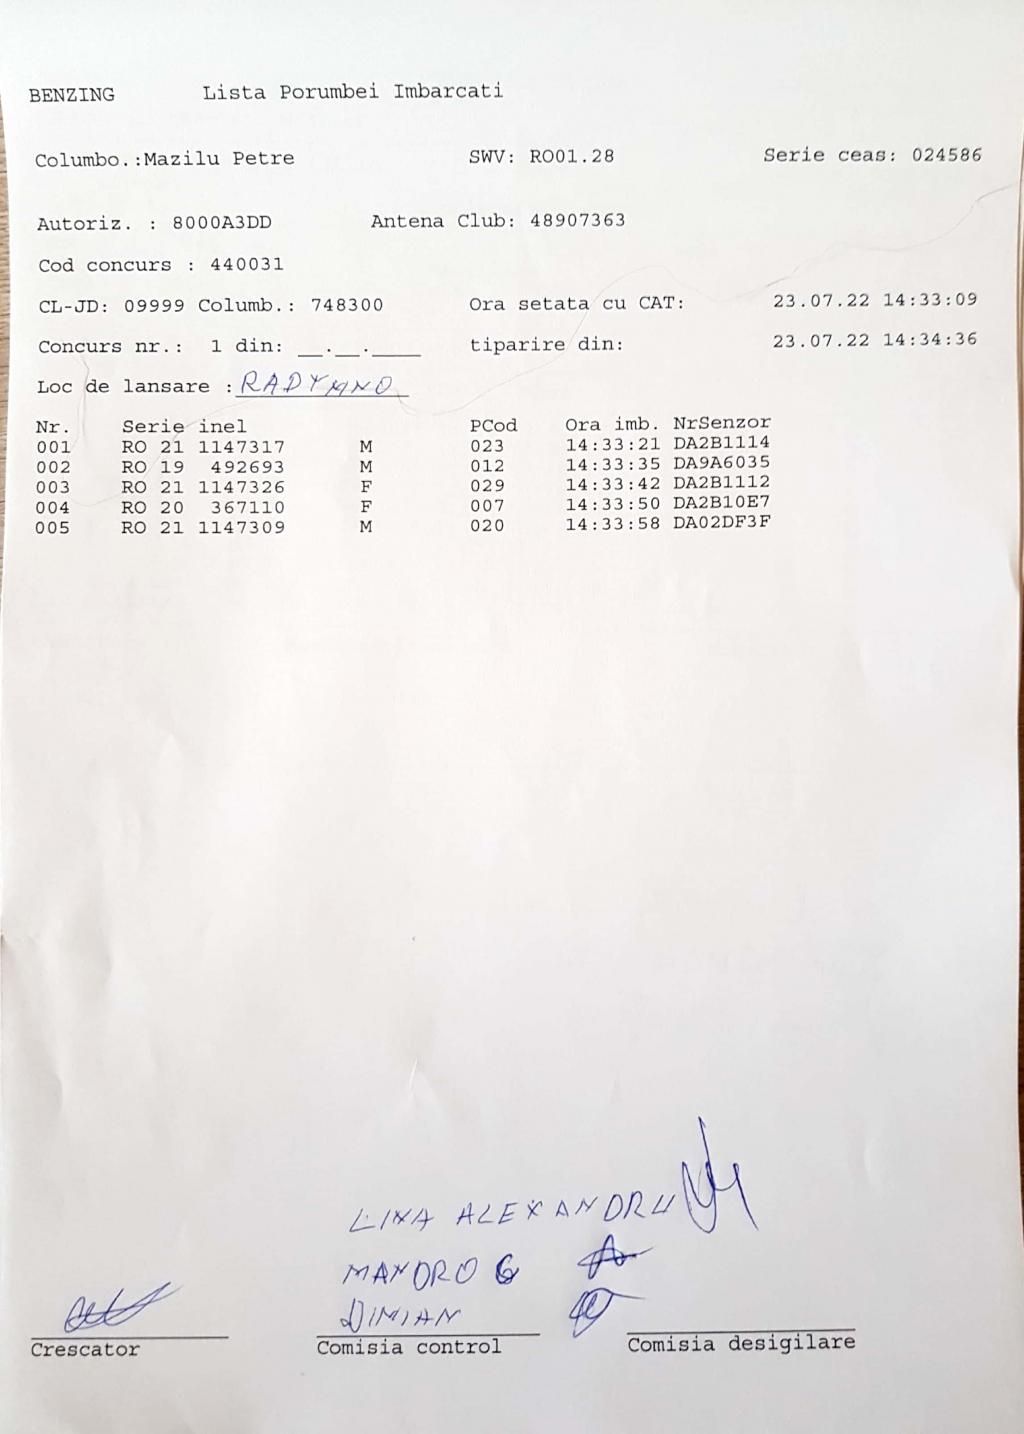 BENZING Lista Porumbei Imbarcati
Columbo.:Mazilu Petre SWV: RO01.28 Serie ceas: 024586
Autoriz. : 8000A3DD Antena Club: 48907363
Cod concurs : 440031
CL-JD: 09999 Columb.: 748300 Ora setata cu CAT: 23.07.22 14:33:09
Concurs nr.: 1 din: __.__.____ tiparire din: 23.07.22 14:34:36
Loc de lansare : RADYMNO
Nr. Serie inel PCod Ora imb. NrSenzor
001 RO 21 1147317 M 023 14:33:21 DA2B1114
002 RO 19 492693 M 012 14:33:35 DA9A6035
003 RO 21 1147326 F 029 14:33:42 DA2B1112
004 RO 20 367110 F 007 14:33:50 DA2B10E7
005 RO 21 1147309 M 020 14:33:58 DA02DF3F
LINA ALEXANDRU
MANDRO G
DIMIAN
Crescator Comisia control Comisia desigilare